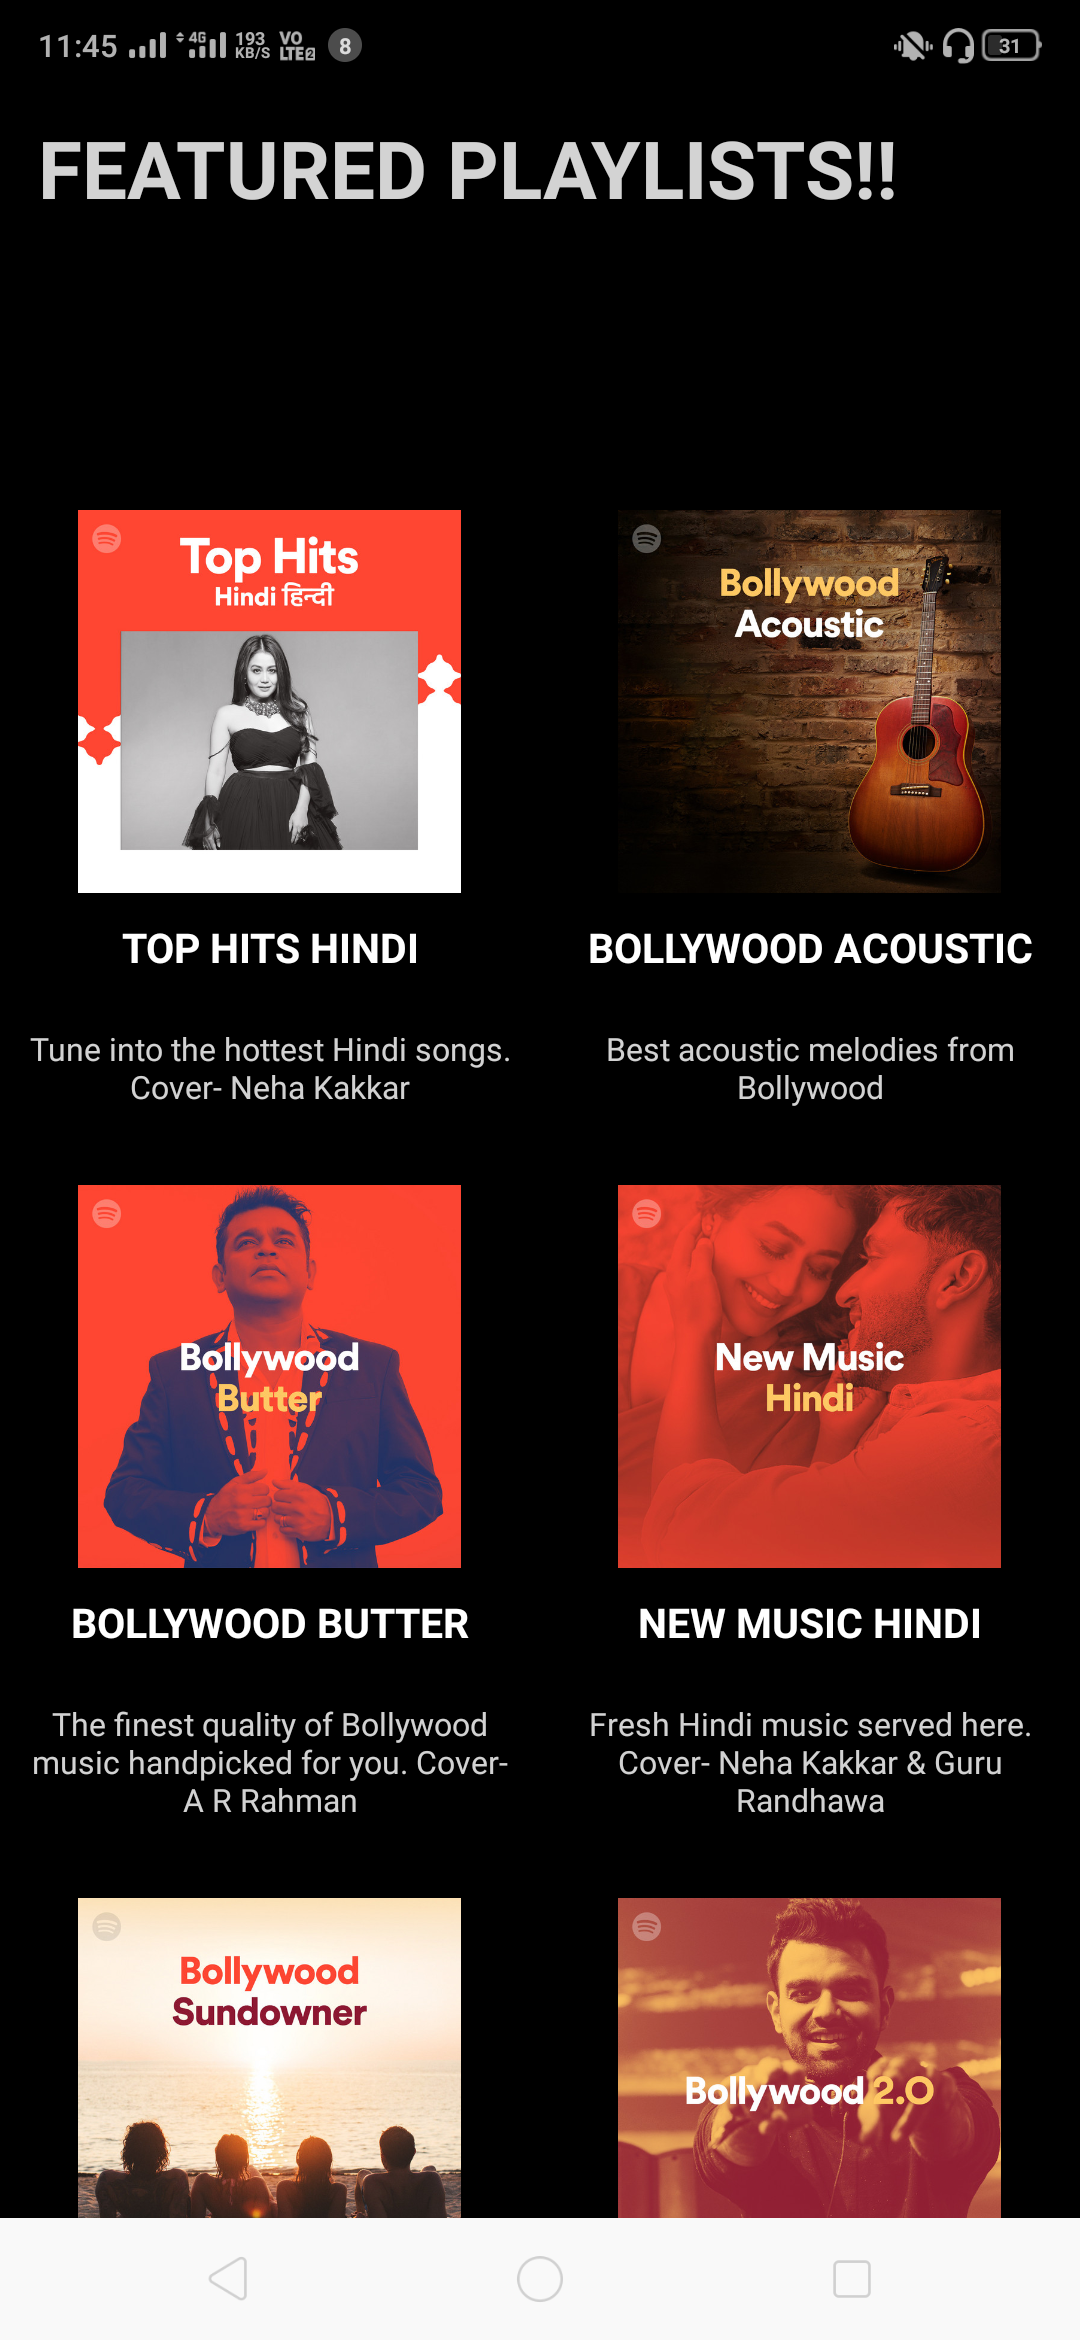 11:45 4G 193 KB/S VO LTE2 8 31
FEATURED PLAYLISTS!!
Top Hits
Hindi हिन्दी
Bollywood
Acoustic
TOP HITS HINDI
BOLLYWOOD ACOUSTIC
Tune into the hottest Hindi songs.
Cover- Neha Kakkar
Best acoustic melodies from
Bollywood
Bollywood
Butter
New Music
Hindi
BOLLYWOOD BUTTER
NEW MUSIC HINDI
The finest quality of Bollywood
music handpicked for you. Cover-
A R Rahman
Fresh Hindi music served here.
Cover- Neha Kakkar & Guru
Randhawa
Bollywood
Sundowner
Bollywood 2.0